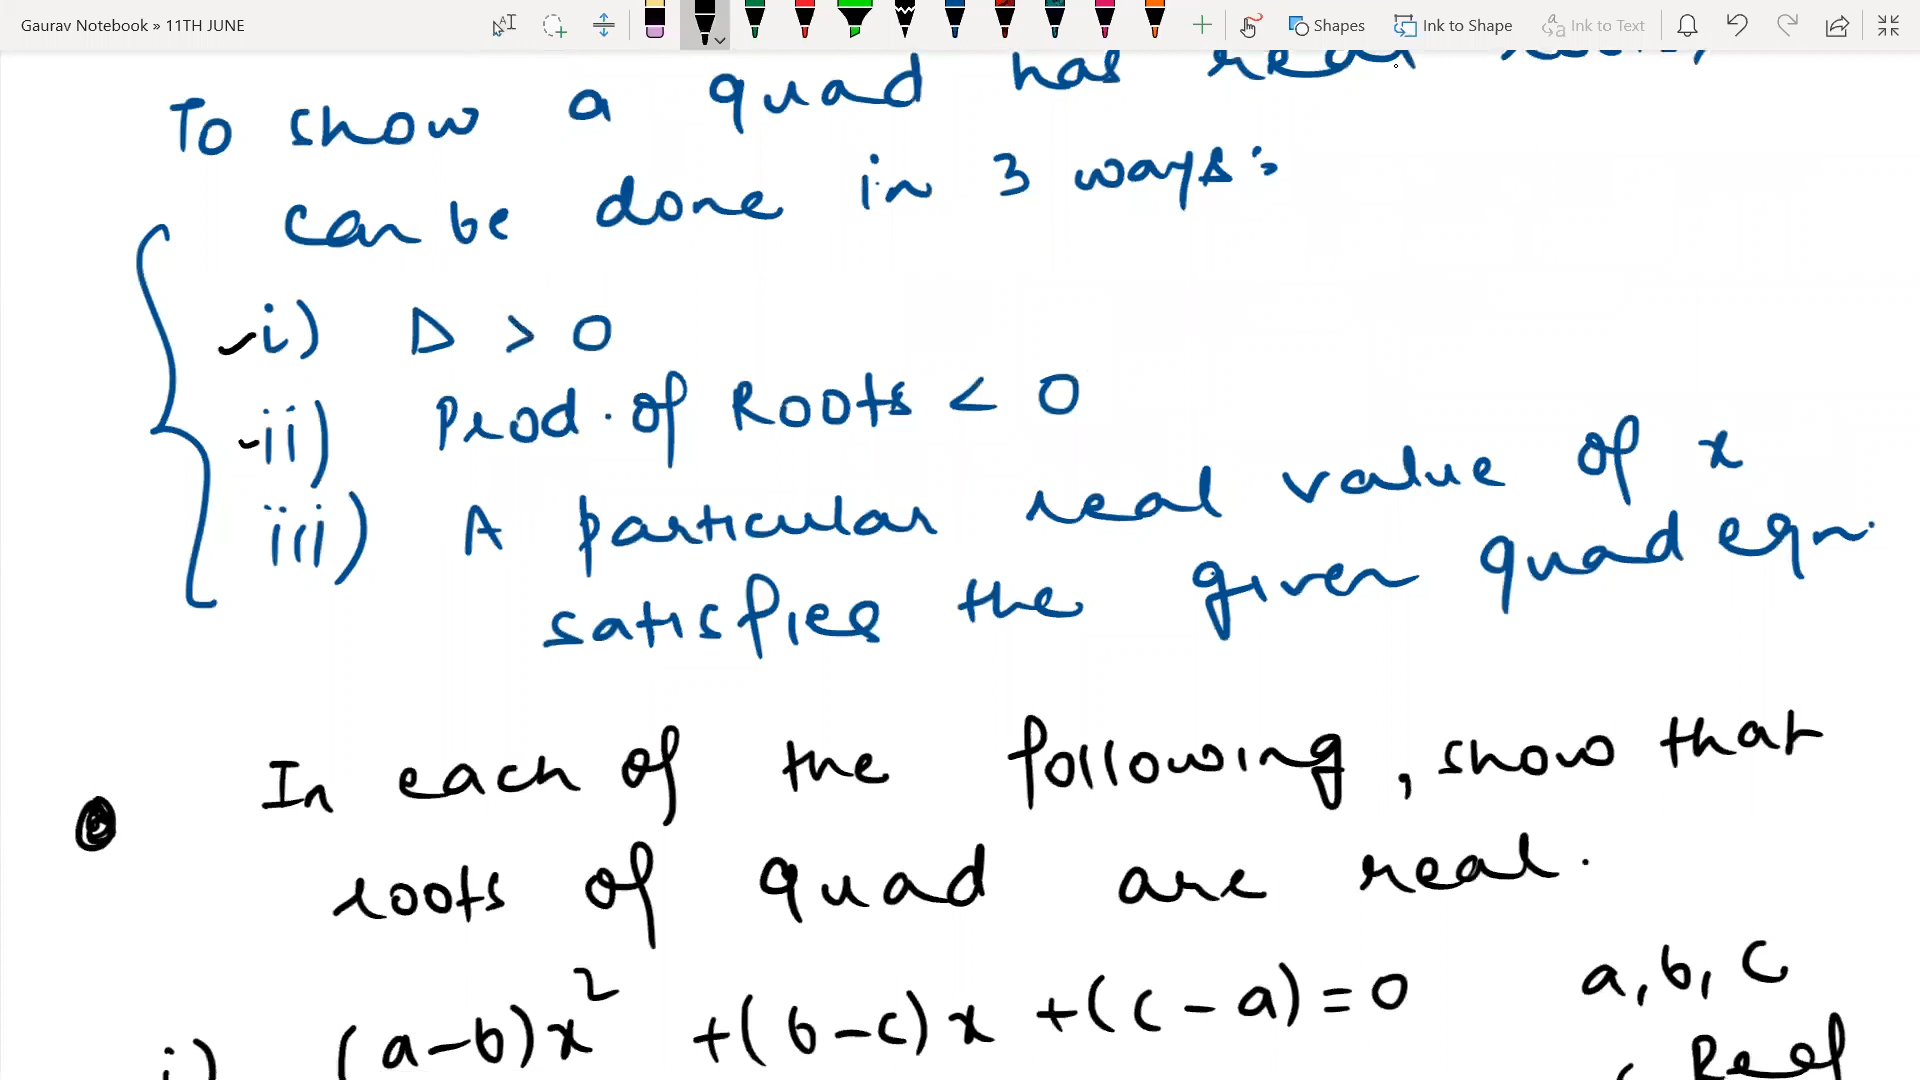 Gaurav Notebook » 11TH JUNE
Shapes
Ink to Shape
Ink to Text
To show a quad has real
can be done in 3 ways:
i) D > 0
ii) Prod. of Roots < 0
iii) A particular real value of x
satisfies the given quad eqn.
In each of the following, show that
roots of quad are real.
i) (a-b)x² +(b-c)x +(c-a)=0 a, b, c
Real